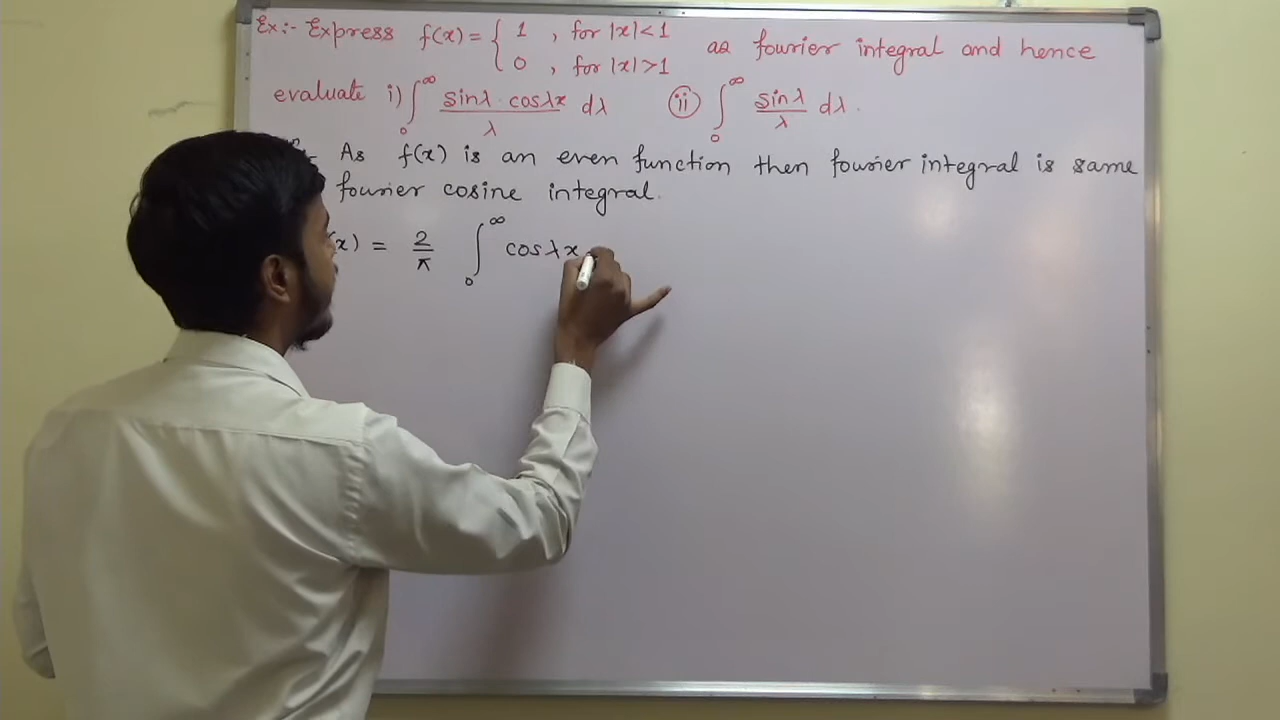 Ex:- Express f(x) = { 1 , for |x|<1
0 , for |x|>1 as fourier integral and hence
evaluate i) ∫₀^∞ sinλ · cosλx / λ dλ (ii) ∫₀^∞ sinλ / λ dλ.
As f(x) is an even function then fourier integral is same
fourier cosine integral.
(x) = 2/π ∫₀^∞ cosλx